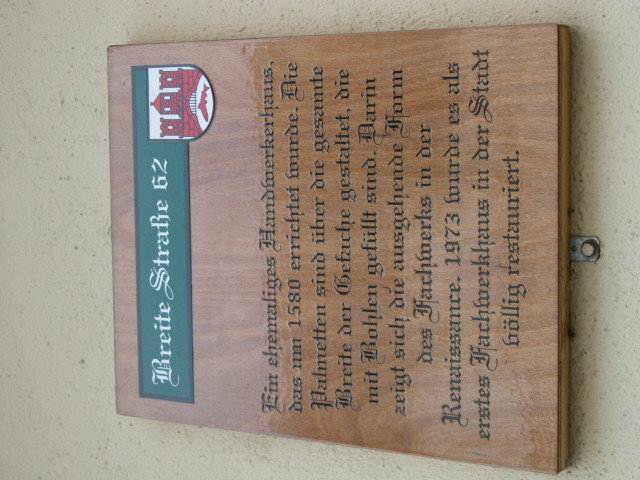 Breite Straße 62
Ein ehemaliges Handwerkerhaus,
das um 1580 errichtet wurde. Die
Palmetten sind über die gesamte
Breite der Gefache gestaltet, die
mit Bohlen gefüllt sind. Darin
zeigt sich die ausgehende Form
des Fachwerks in der
Renaissance. 1973 wurde es als
erstes Fachwerkhaus in der Stadt
völlig restauriert.